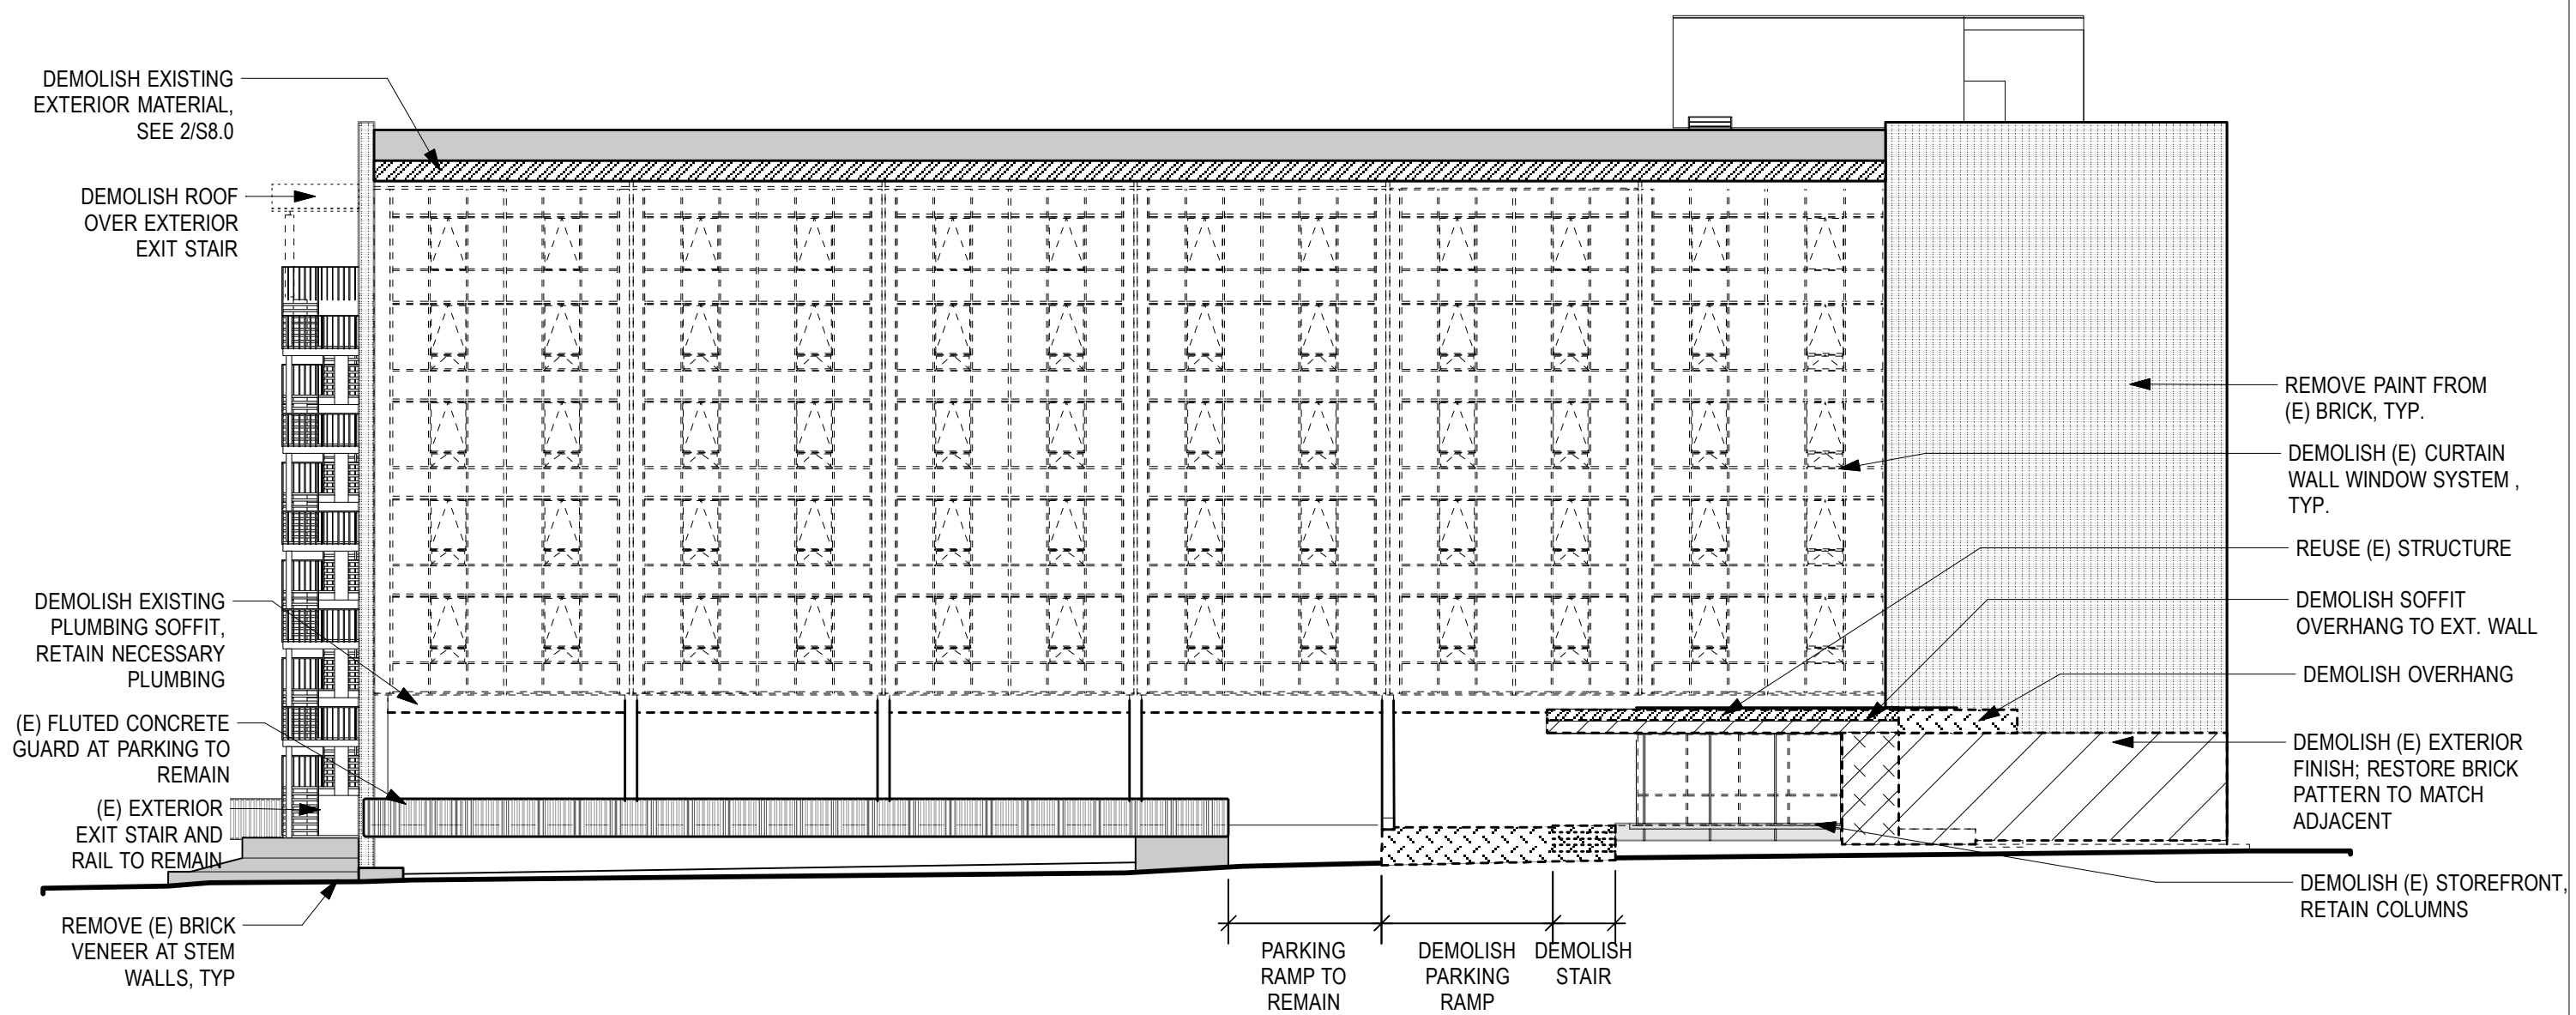 DEMOLISH EXISTING
EXTERIOR MATERIAL,
SEE 2/S8.0
DEMOLISH ROOF
OVER EXTERIOR
EXIT STAIR
DEMOLISH EXISTING
PLUMBING SOFFIT,
RETAIN NECESSARY
PLUMBING
(E) FLUTED CONCRETE
GUARD AT PARKING TO
REMAIN
(E) EXTERIOR
EXIT STAIR AND
RAIL TO REMAIN
REMOVE (E) BRICK
VENEER AT STEM
WALLS, TYP
PARKING
RAMP TO
REMAIN
DEMOLISH
PARKING
RAMP
DEMOLISH
STAIR
REMOVE PAINT FROM
(E) BRICK, TYP.
DEMOLISH (E) CURTAIN
WALL WINDOW SYSTEM ,
TYP.
REUSE (E) STRUCTURE
DEMOLISH SOFFIT
OVERHANG TO EXT. WALL
DEMOLISH OVERHANG
DEMOLISH (E) EXTERIOR
FINISH; RESTORE BRICK
PATTERN TO MATCH
ADJACENT
DEMOLISH (E) STOREFRONT,
RETAIN COLUMNS